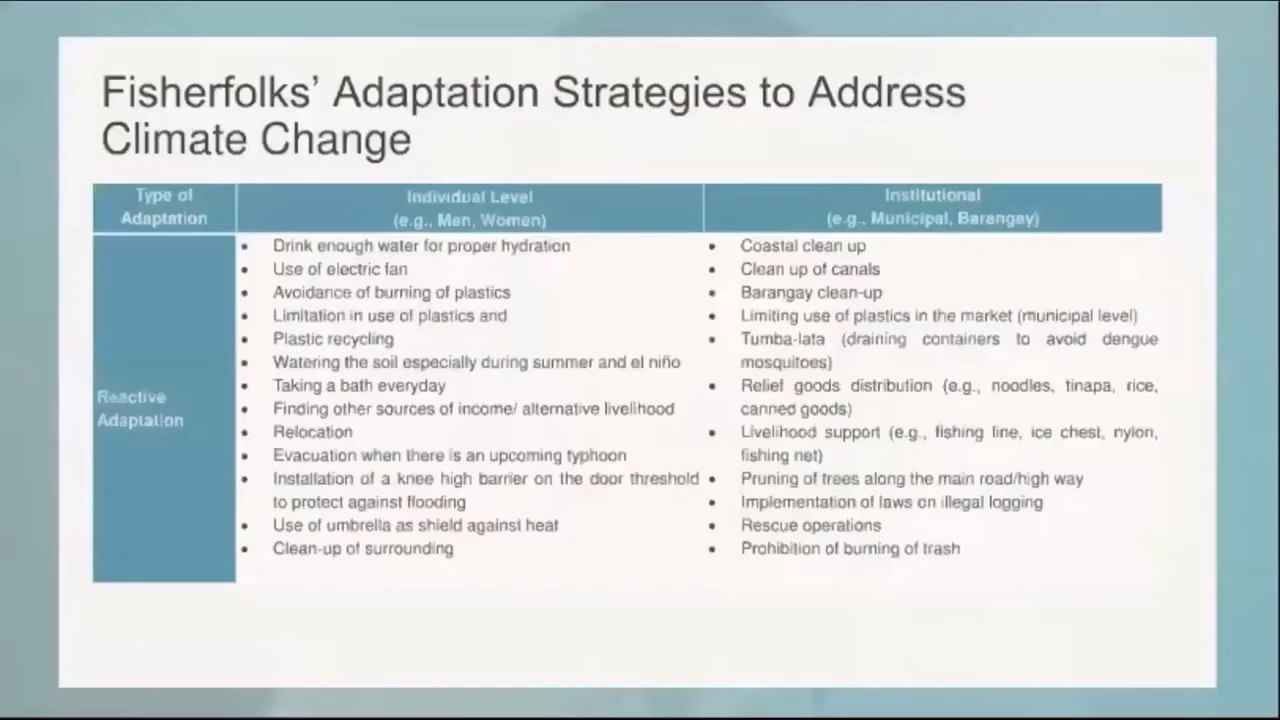 Fisherfolks' Adaptation Strategies to Address
Climate Change
Type of
Adaptation
Individual Level
(e.g., Men, Women)
Institutional
(e.g., Municipal, Barangay)
Reactive
Adaptation
• Drink enough water for proper hydration
• Use of electric fan
• Avoidance of burning of plastics
• Limitation in use of plastics and
• Plastic recycling
• Watering the soil especially during summer and el niño
• Taking a bath everyday
• Finding other sources of income/ alternative livelihood
• Relocation
• Evacuation when there is an upcoming typhoon
• Installation of a knee high barrier on the door threshold
to protect against flooding
• Use of umbrella as shield against heat
• Clean-up of surrounding
• Coastal clean up
• Clean up of canals
• Barangay clean-up
• Limiting use of plastics in the market (municipal level)
• Tumba-lata (draining containers to avoid dengue
mosquitoes)
• Relief goods distribution (e.g., noodles, tinapa, rice,
canned goods)
• Livelihood support (e.g., fishing line, ice chest, nylon,
fishing net)
• Pruning of trees along the main road/high way
• Implementation of laws on illegal logging
• Rescue operations
• Prohibition of burning of trash